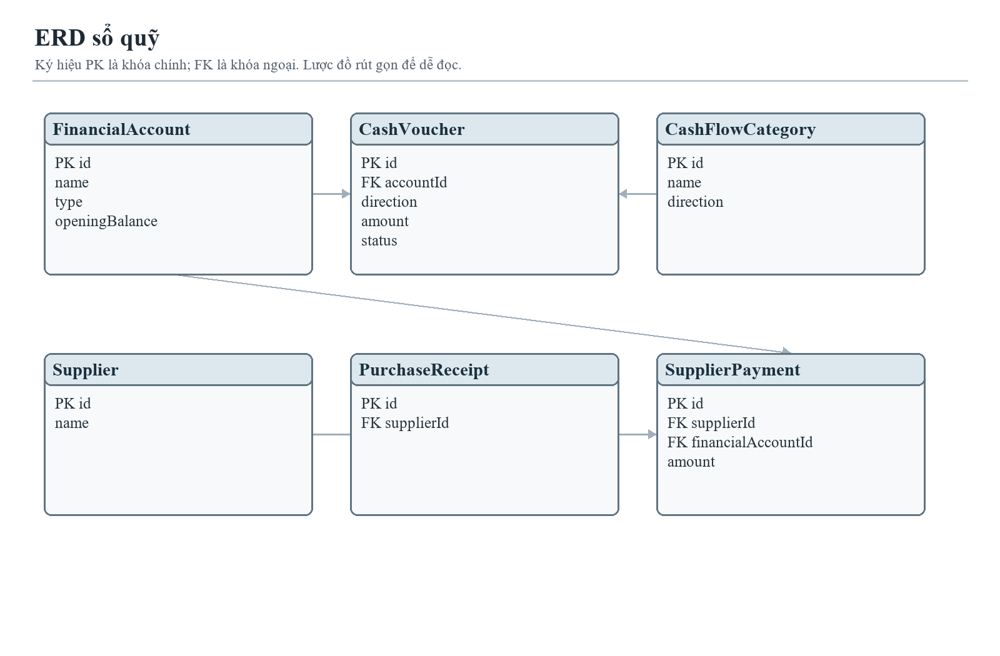 ERD sổ quỹ
Ký hiệu PK là khóa chính; FK là khóa ngoại. Lược đồ rút gọn để dễ đọc.
FinancialAccount
PK id
name
type
openingBalance
CashVoucher
PK id
FK accountId
direction
amount
status
CashFlowCategory
PK id
name
direction
Supplier
PK id
name
PurchaseReceipt
PK id
FK supplierId
SupplierPayment
PK id
FK supplierId
FK financialAccountId
amount